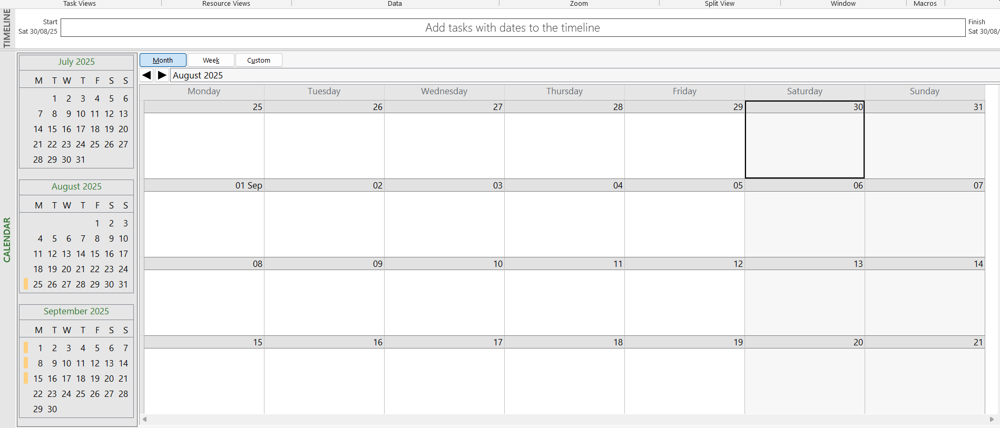 Task Views Resource Views Data Zoom Split View Window Macros
TIMELINE
Start
Sat 30/08/25
Add tasks with dates to the timeline
Finish
Sat 30/08/
CALENDAR
July 2025
M T W T F S S
1 2 3 4 5 6
7 8 9 10 11 12 13
14 15 16 17 18 19 20
21 22 23 24 25 26 27
28 29 30 31
August 2025
M T W T F S S
1 2 3
4 5 6 7 8 9 10
11 12 13 14 15 16 17
18 19 20 21 22 23 24
25 26 27 28 29 30 31
September 2025
M T W T F S S
1 2 3 4 5 6 7
8 9 10 11 12 13 14
15 16 17 18 19 20 21
22 23 24 25 26 27 28
29 30
Month Week Custom
August 2025
Monday Tuesday Wednesday Thursday Friday Saturday Sunday
25 26 27 28 29 30 31
01 Sep 02 03 04 05 06 07
08 09 10 11 12 13 14
15 16 17 18 19 20 21